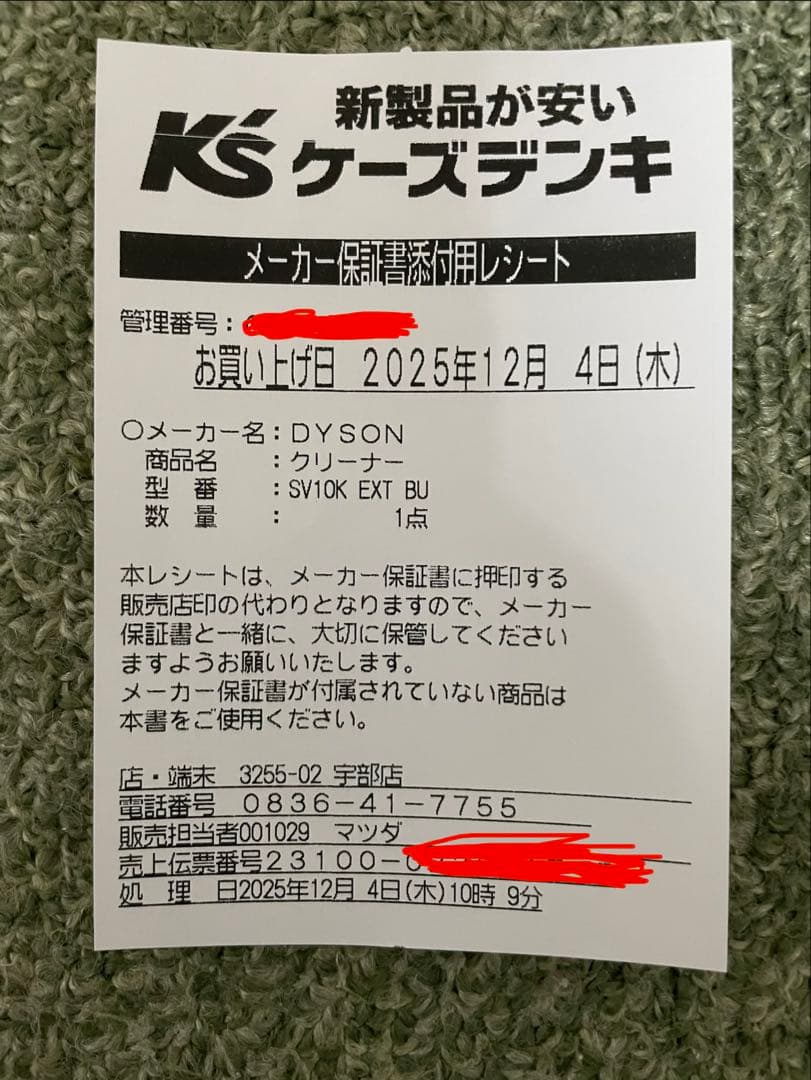 新製品が安い
K's ケーズデンキ
メーカー保証書添付用レシート
管理番号：
お買い上げ日 2025年12月 4日(木)
○メーカー名：DYSON
商品名 ：クリーナー
型 番 ：SV10K EXT BU
数 量 ： 1点
本レシートは、メーカー保証書に押印する
販売店印の代わりとなりますので、メーカー
保証書と一緒に、大切に保管してください
ますようお願いいたします。
メーカー保証書が付属されていない商品は
本書をご使用ください。
店・端末 3255-02 宇部店
電話番号 0836-41-7755
販売担当者001029 マツダ
売上伝票番号23100-
処 理 日2025年12月 4日(木)10時 9分